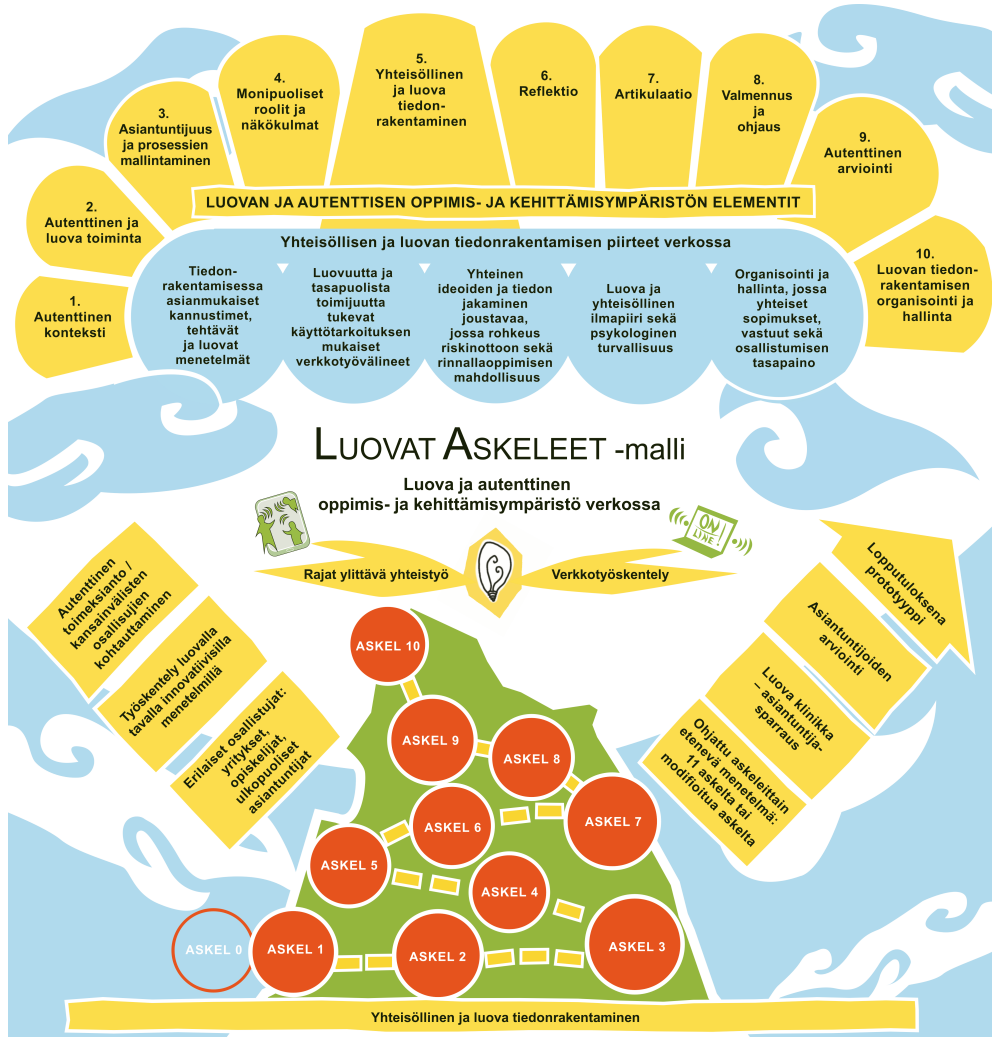 1.
Autenttinen
konteksti
2.
Autenttinen ja
luova toiminta
3.
Asiantuntijuus
ja prosessien
mallintaminen
4.
Monipuoliset
roolit ja
näkökulmat
5.
Yhteisöllinen
ja luova
tiedon-
rakentaminen
6.
Reflektio
7.
Artikulaatio
8.
Valmennus
ja
ohjaus
9.
Autenttinen
arviointi
10.
Luovan tiedon-
rakentamisen
organisointi ja
hallinta
LUOVAN JA AUTENTTISEN OPPIMIS- JA KEHITTÄMISYMPÄRISTÖN ELEMENTIT
Yhteisöllisen ja luovan tiedonrakentamisen piirteet verkossa
Tiedon-
rakentamisessa
asianmukaiset
kannustimet,
tehtävät
ja luovat
menetelmät
Luovuutta ja
tasapuolista
toimijuutta
tukevat
käyttötarkoituksen
mukaiset
verkkotyövälineet
Yhteinen
ideoiden ja tiedon
jakaminen
joustavaa,
jossa rohkeus
riskinottoon sekä
rinnallaoppimisen
mahdollisuus
Luova ja
yhteisöllinen
ilmapiiri sekä
psykologinen
turvallisuus
Organisointi ja
hallinta, jossa
yhteiset
sopimukset,
vastuut sekä
osallistumisen
tasapaino
LUOVAT ASKELEET -malli
Luova ja autenttinen
oppimis- ja kehittämisympäristö verkossa
ON
LINE!
Rajat ylittävä yhteistyö
Verkkotyöskentely
Autenttinen
toimeksianto /
kansainvälisten
osallisujien
kohtauttaminen
Työskentely luovalla
tavalla innovatiivisilla
menetelmillä
Erilaiset osallistujat:
yritykset,
opiskelijat,
ulkopuoliset
asiantuntijat
Lopputuloksena
prototyyppi
Asiantuntijoiden
arviointi
Luova klinikka
– asiantuntija-
sparraus
Ohjattu askeleittain
etenevä menetelmä:
11 askelta tai
modifioitua askelta
ASKEL 10
ASKEL 9
ASKEL 8
ASKEL 7
ASKEL 6
ASKEL 5
ASKEL 4
ASKEL 3
ASKEL 2
ASKEL 1
ASKEL 0
Yhteisöllinen ja luova tiedonrakentaminen